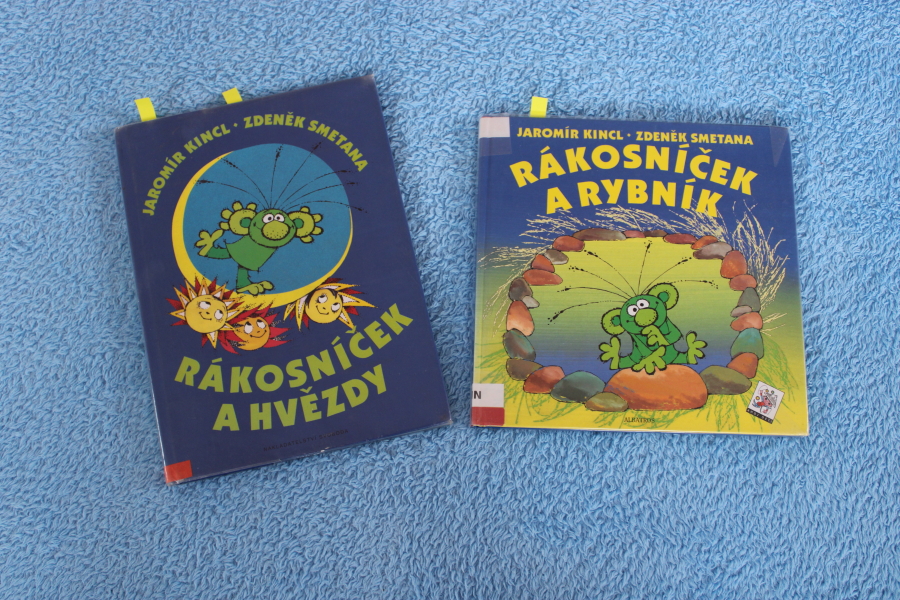 JAROMÍR KINCL · ZDENĚK SMETANA
RÁKOSNÍČEK
A HVĚZDY
JAROMÍR KINCL · ZDENĚK SMETANA
RÁKOSNÍČEK
A RYBNÍK
N
ALBATROS